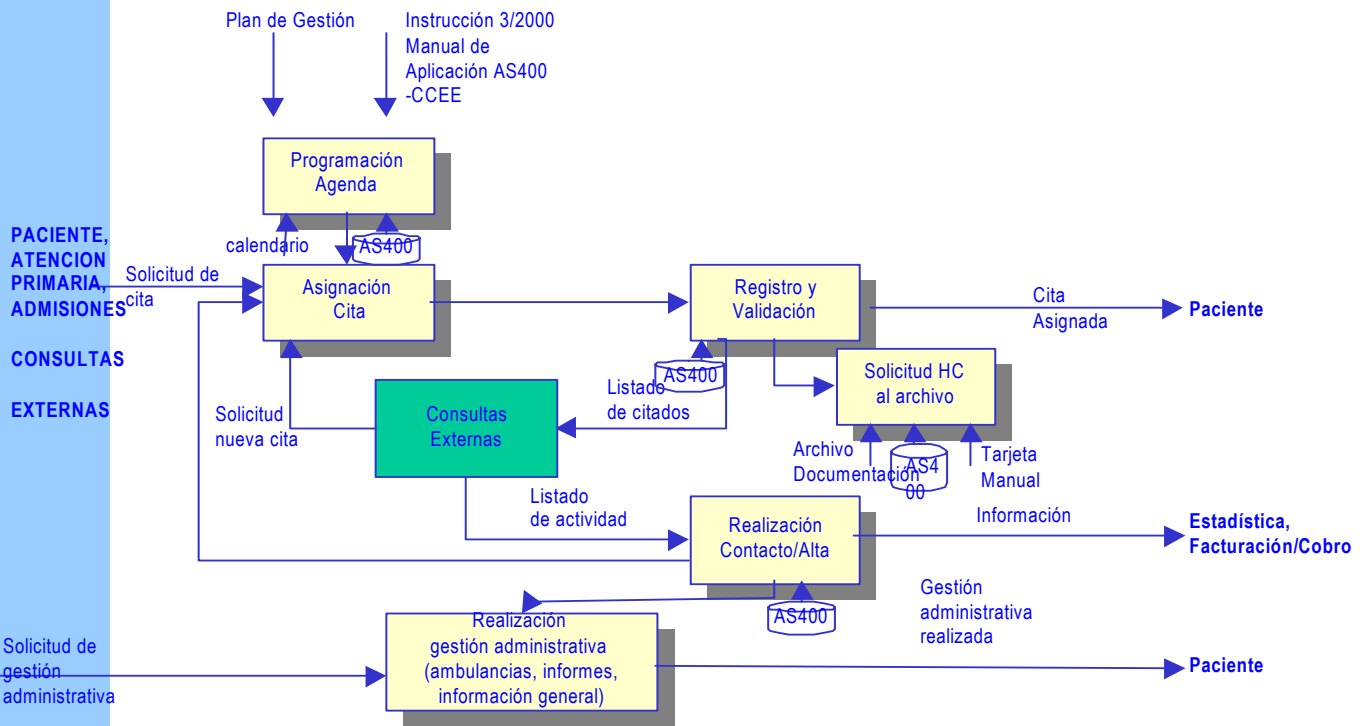 Plan de Gestión
Instrucción 3/2000
Manual de
Aplicación AS400
-CCEE
Programación
Agenda
calendario
AS400
PACIENTE,
ATENCION
PRIMARIA,
ADMISIONES
CONSULTAS
EXTERNAS
Solicitud de
cita
Asignación
Cita
Registro y
Validación
Cita
Asignada
Paciente
AS400
Solicitud HC
al archivo
Listado
de citados
Solicitud
nueva cita
Consultas
Externas
Archivo
Documentación
AS4
00
Tarjeta
Manual
Listado
de actividad
Realización
Contacto/Alta
Información
Estadística,
Facturación/Cobro
AS400
Gestión
administrativa
realizada
Solicitud de
gestión
administrativa
Realización
gestión administrativa
(ambulancias, informes,
información general)
Paciente